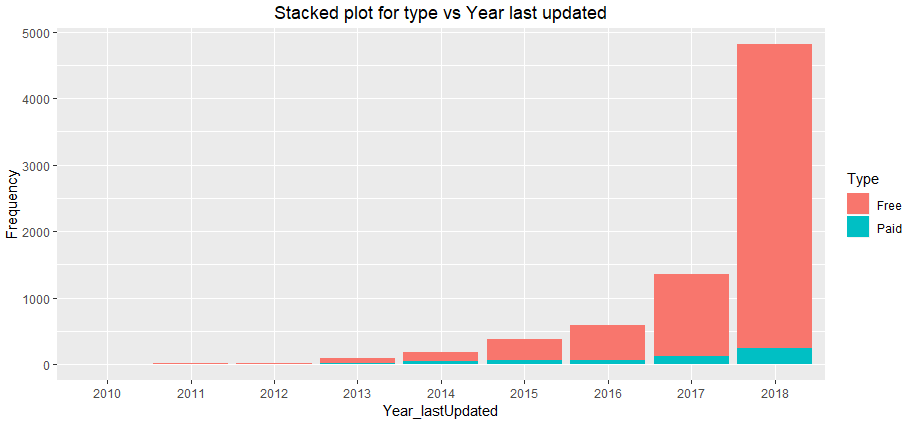 Stacked plot for type vs Year last updated
5000
4000
3000
2000
1000
0
Frequency
2010 2011 2012 2013 2014 2015 2016 2017 2018
Year_lastUpdated
Type
Free
Paid